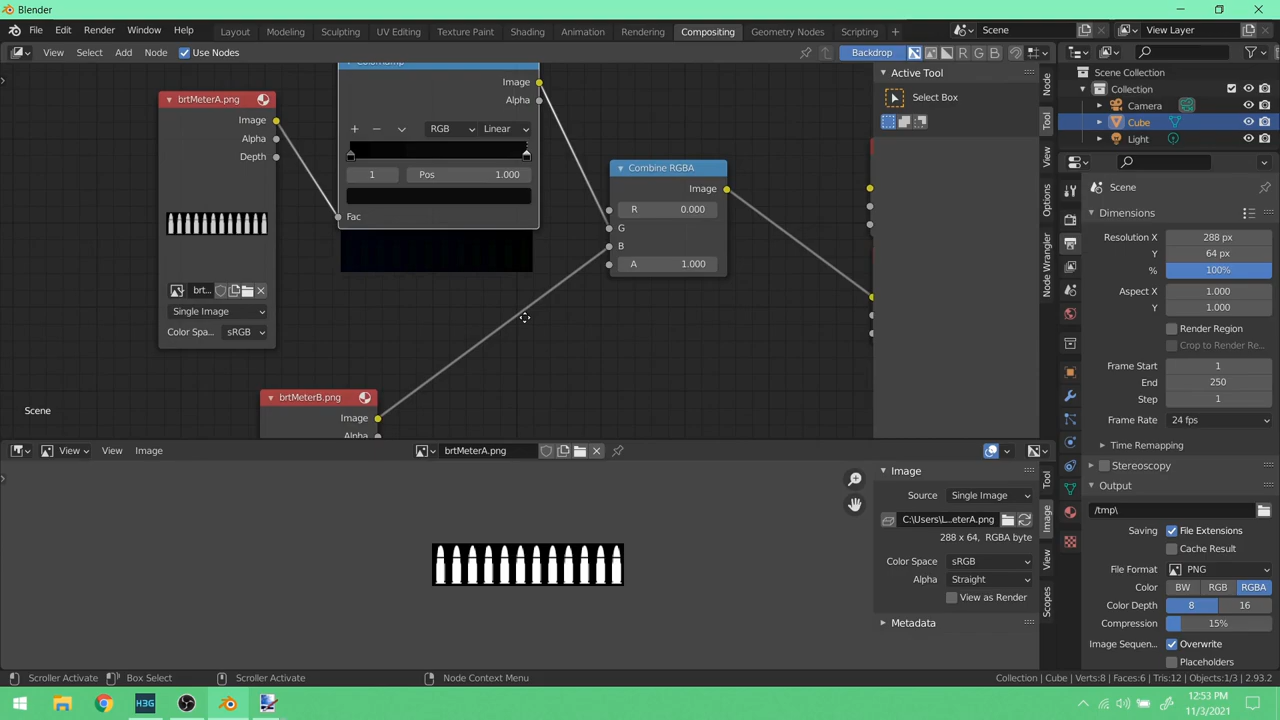 Blender
File Edit Render Window Help Layout Modeling Sculpting UV Editing Texture Paint Shading Animation Rendering Compositing Geometry Nodes Scripting + Scene View Layer
View Select Add Node Use Nodes Backdrop R G B
brtMeterA.png
Image
Alpha
Depth
brt...
Single Image
Color Spa... sRGB
Image
Alpha
RGB Linear
1 Pos 1.000
Fac
Combine RGBA
Image
R 0.000
G
B
A 1.000
brtMeterB.png
Image
Alpha
Scene
Active Tool
Select Box
Node
Tool
View
Options
Node Wrangler
Scene Collection
Collection
Camera
Cube
Light
Scene
Dimensions
Resolution X 288 px
Y 64 px
% 100%
Aspect X 1.000
Y 1.000
Render Region
Crop to Render Re...
Frame Start 1
End 250
Step 1
Frame Rate 24 fps
Time Remapping
Stereoscopy
Output
/tmp\
Saving File Extensions
Cache Result
File Format PNG
Color BW RGB RGBA
Color Depth 8 16
Compression 15%
Image Sequen... Overwrite
Placeholders
View View Image brtMeterA.png
Image
Source Single Image
C:\Users\L...eterA.png
288 x 64, RGBA byte
Color Space sRGB
Alpha Straight
View as Render
Metadata
Tool
Image
View
Scopes
Scroller Activate Box Select Scroller Activate Node Context Menu Collection | Cube | Verts:8 | Faces:6 | Tris:12 | Objects:1/3 | 2.93.2
H3G
12:53 PM
11/3/2021